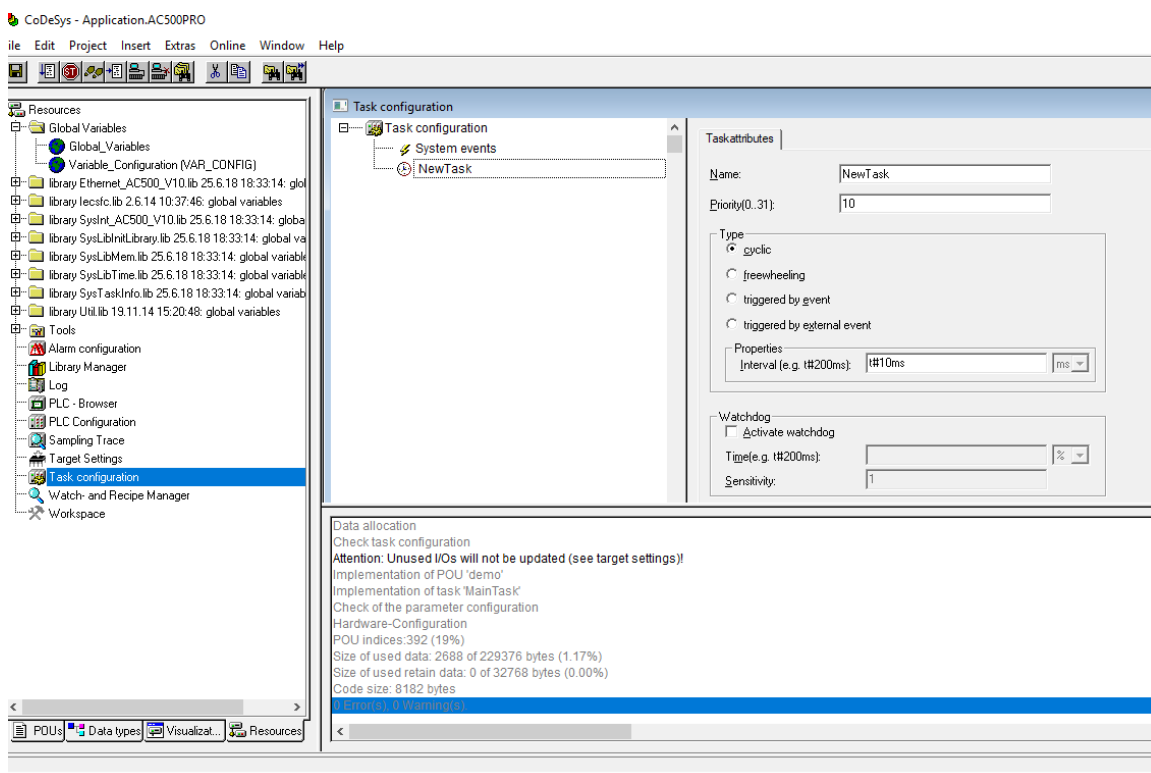 CoDeSys - Application.AC500PRO
ile Edit Project Insert Extras Online Window Help
Resources
Global Variables
Global_Variables
Variable_Configuration (VAR_CONFIG)
library Ethernet_AC500_V10.lib 25.6.18 18:33:14: glol
library Iecsfc.lib 2.6.14 10:37:46: global variables
library SysInt_AC500_V10.lib 25.6.18 18:33:14: globa
library SysLibInitLibrary.lib 25.6.18 18:33:14: global va
library SysLibMem.lib 25.6.18 18:33:14: global variable
library SysLibTime.lib 25.6.18 18:33:14: global variable
library SysTaskInfo.lib 25.6.18 18:33:14: global variab
library Util.lib 19.11.14 15:20:48: global variables
Tools
Alarm configuration
Library Manager
Log
PLC - Browser
PLC Configuration
Sampling Trace
Target Settings
Task configuration
Watch- and Recipe Manager
Workspace
POUs Data types Visualizat... Resources
Task configuration
Task configuration
System events
NewTask
Taskattributes
Name: NewTask
Priority(0..31): 10
Type
cyclic
freewheeling
triggered by event
triggered by external event
Properties
Interval (e.g. t#200ms): t#10ms ms
Watchdog
Activate watchdog
Time(e.g. t#200ms): %
Sensitivity: 1
Data allocation
Check task configuration
Attention: Unused I/Os will not be updated (see target settings)!
Implementation of POU 'demo'
Implementation of task 'MainTask'
Check of the parameter configuration
Hardware-Configuration
POU indices:392 (19%)
Size of used data: 2688 of 229376 bytes (1.17%)
Size of used retain data: 0 of 32768 bytes (0.00%)
Code size: 8182 bytes
0 Error(s), 0 Warning(s).